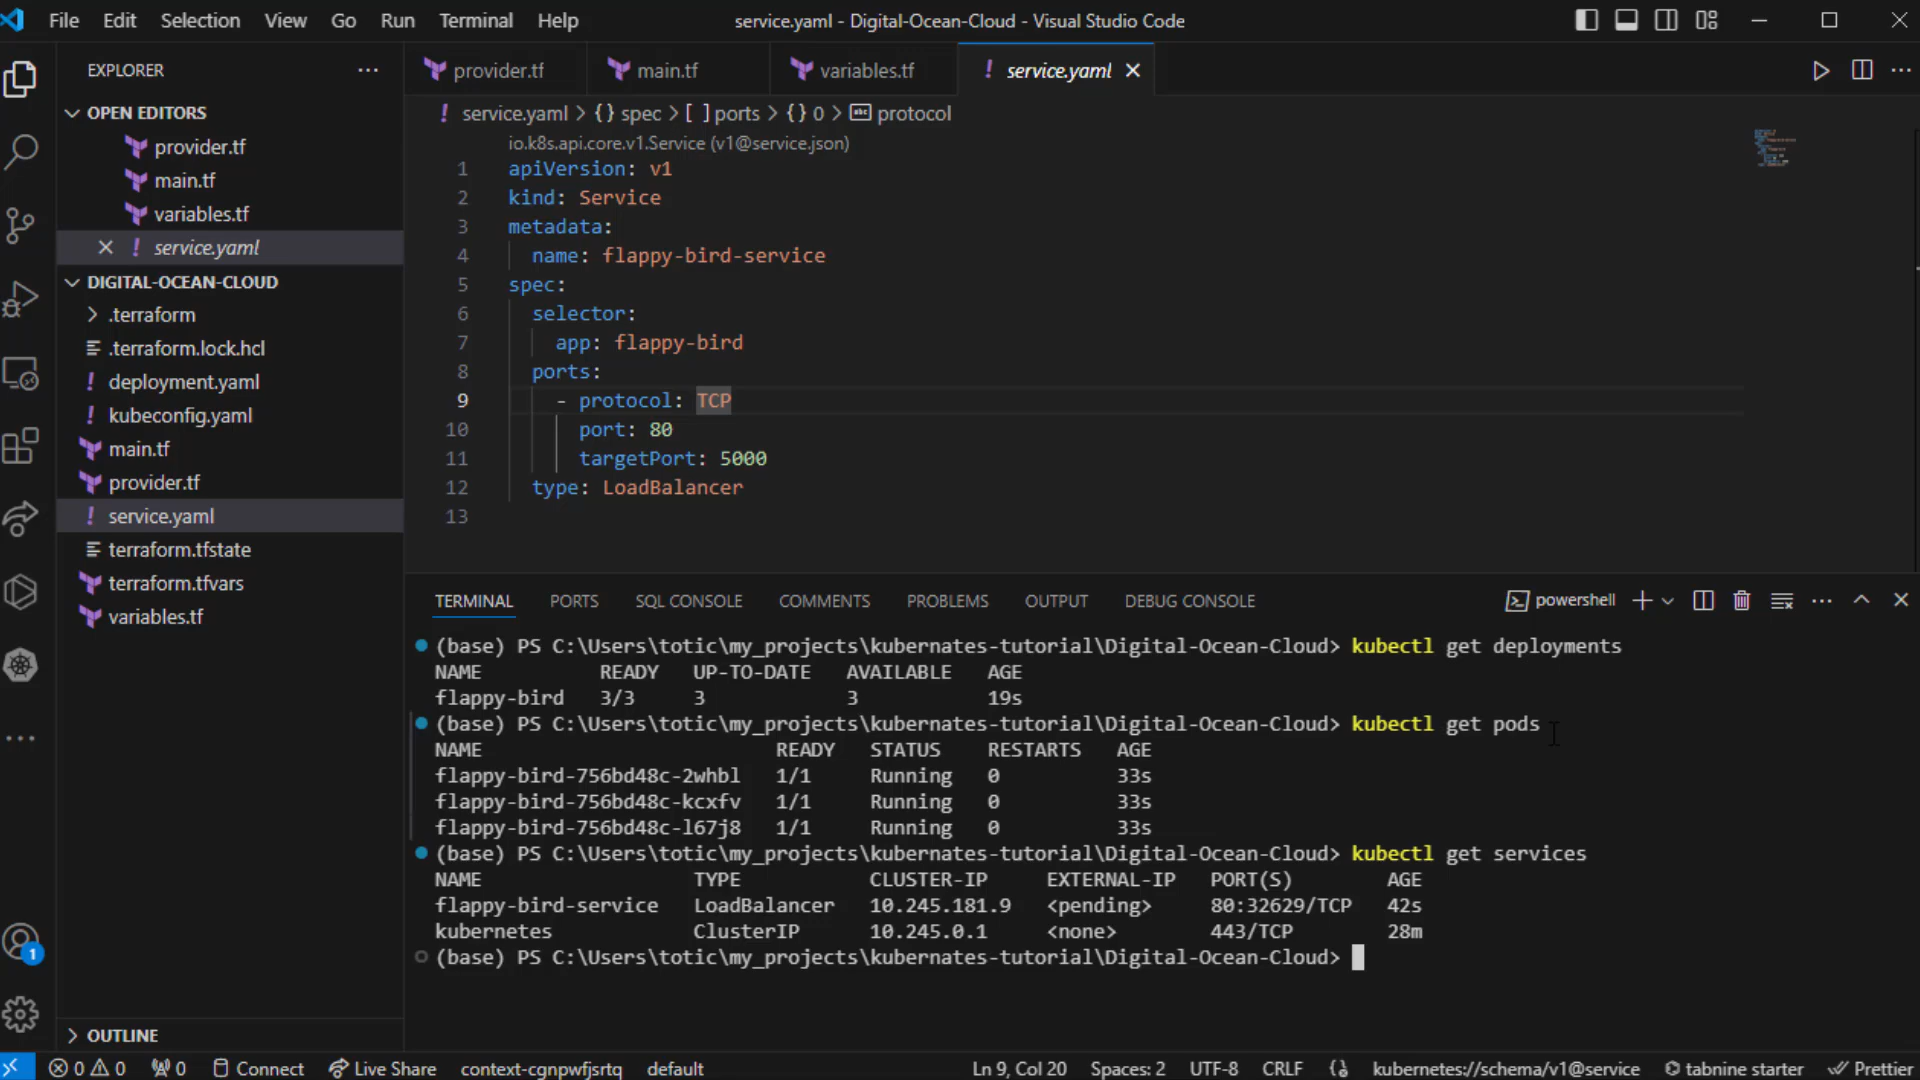 File Edit Selection View Go Run Terminal Help
service.yaml - Digital-Ocean-Cloud - Visual Studio Code
EXPLORER
OPEN EDITORS
provider.tf
main.tf
variables.tf
service.yaml
DIGITAL-OCEAN-CLOUD
.terraform
.terraform.lock.hcl
deployment.yaml
kubeconfig.yaml
main.tf
provider.tf
service.yaml
terraform.tfstate
terraform.tfvars
variables.tf
OUTLINE
provider.tf main.tf variables.tf service.yaml
service.yaml > {} spec > [ ] ports > {} 0 > abc protocol
io.k8s.api.core.v1.Service (v1@service.json)
1 apiVersion: v1
2 kind: Service
3 metadata:
4 name: flappy-bird-service
5 spec:
6 selector:
7 app: flappy-bird
8 ports:
9 - protocol: TCP
10 port: 80
11 targetPort: 5000
12 type: LoadBalancer
13
TERMINAL PORTS SQL CONSOLE COMMENTS PROBLEMS OUTPUT DEBUG CONSOLE powershell
(base) PS C:\Users\totic\my_projects\kubernates-tutorial\Digital-Ocean-Cloud> kubectl get deployments
NAME READY UP-TO-DATE AVAILABLE AGE
flappy-bird 3/3 3 3 19s
(base) PS C:\Users\totic\my_projects\kubernates-tutorial\Digital-Ocean-Cloud> kubectl get pods
NAME READY STATUS RESTARTS AGE
flappy-bird-756bd48c-2whbl 1/1 Running 0 33s
flappy-bird-756bd48c-kcxfv 1/1 Running 0 33s
flappy-bird-756bd48c-l67j8 1/1 Running 0 33s
(base) PS C:\Users\totic\my_projects\kubernates-tutorial\Digital-Ocean-Cloud> kubectl get services
NAME TYPE CLUSTER-IP EXTERNAL-IP PORT(S) AGE
flappy-bird-service LoadBalancer 10.245.181.9 <pending> 80:32629/TCP 42s
kubernetes ClusterIP 10.245.0.1 <none> 443/TCP 28m
(base) PS C:\Users\totic\my_projects\kubernates-tutorial\Digital-Ocean-Cloud>
1
0 0 0 Connect Live Share context-cgnpwfjsrtq default Ln 9, Col 20 Spaces: 2 UTF-8 CRLF kubernetes://schema/v1@service tabnine starter Prettier